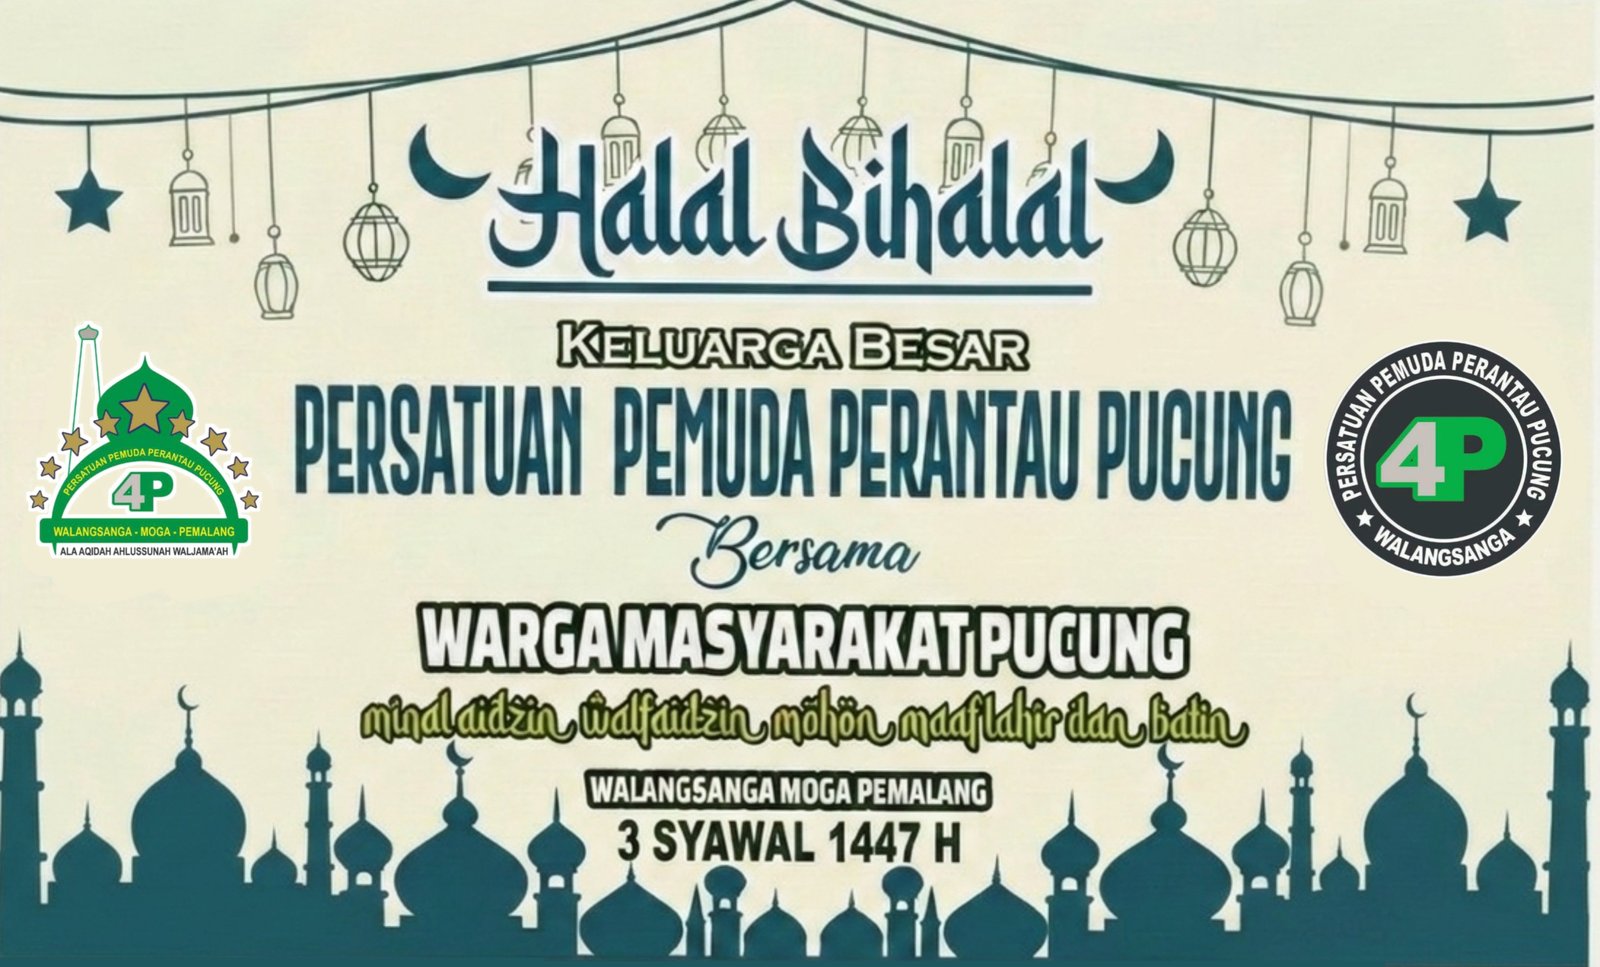 Halal Bihalal
KELUARGA BESAR
PERSATUAN PEMUDA PERANTAU PUCUNG
Bersama
WARGA MASYARAKAT PUCUNG
minal aidzin walfaidzin mohon maaf lahir dan batin
WALANGSANGA MOGA PEMALANG
3 SYAWAL 1447 H
PERSATUAN PEMUDA PERANTAU PUCUNG
4P
WALANGSANGA - MOGA - PEMALANG
ALA AQIDAH AHLUSSUNAH WALJAMA'AH
PERSATUAN PEMUDA PERANTAU PUCUNG
4P
WALANGSANGA